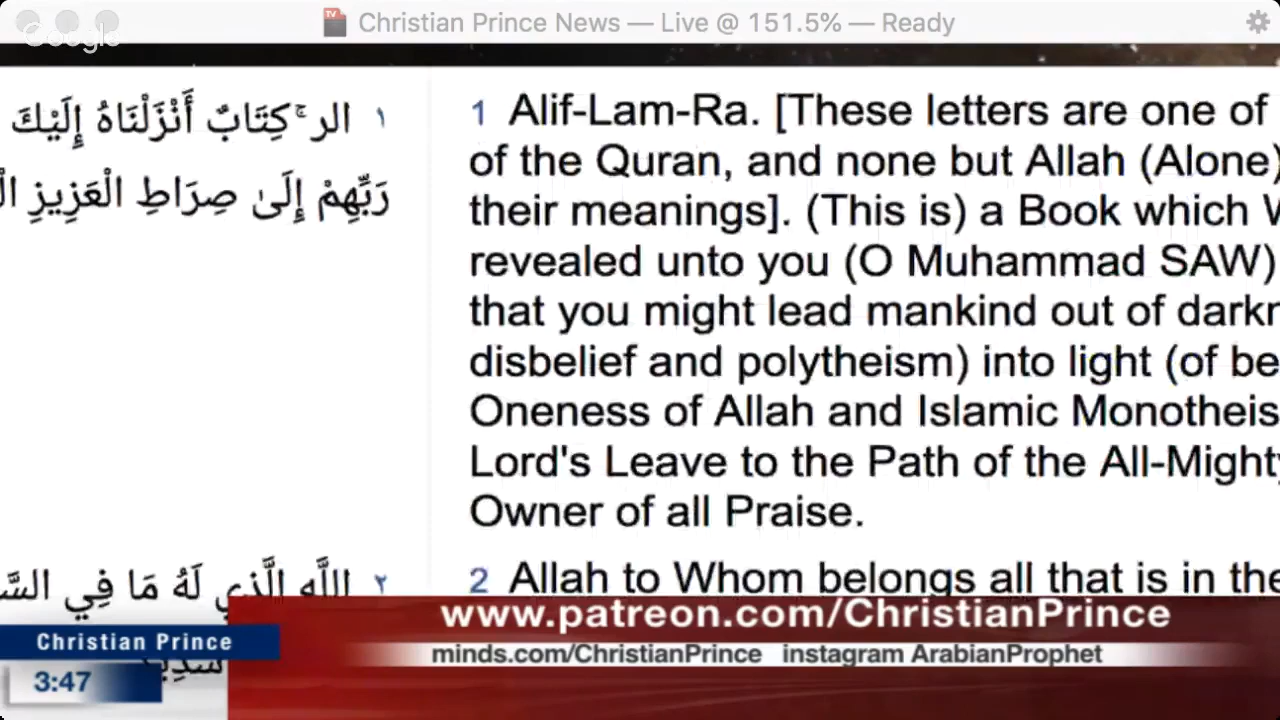 Christian Prince News — Live @ 151.5% — Ready
Google
١ الر ۚ كِتَابٌ أَنْزَلْنَاهُ إِلَيْكَ
رَبِّهِمْ إِلَىٰ صِرَاطِ الْعَزِيزِ
1 Alif-Lam-Ra. [These letters are one of
of the Quran, and none but Allah (Alone)
their meanings]. (This is) a Book which
revealed unto you (O Muhammad SAW)
that you might lead mankind out of
disbelief and polytheism) into light (of
Oneness of Allah and Islamic
Lord's Leave to the Path of the All-Mighty
Owner of all Praise.
٢ اللَّهِ الَّذِي لَهُ مَا فِي
2 Allah to Whom belongs all that is in the
www.patreon.com/ChristianPrince
Christian Prince
minds.com/ChristianPrince instagram ArabianProphet
3:47